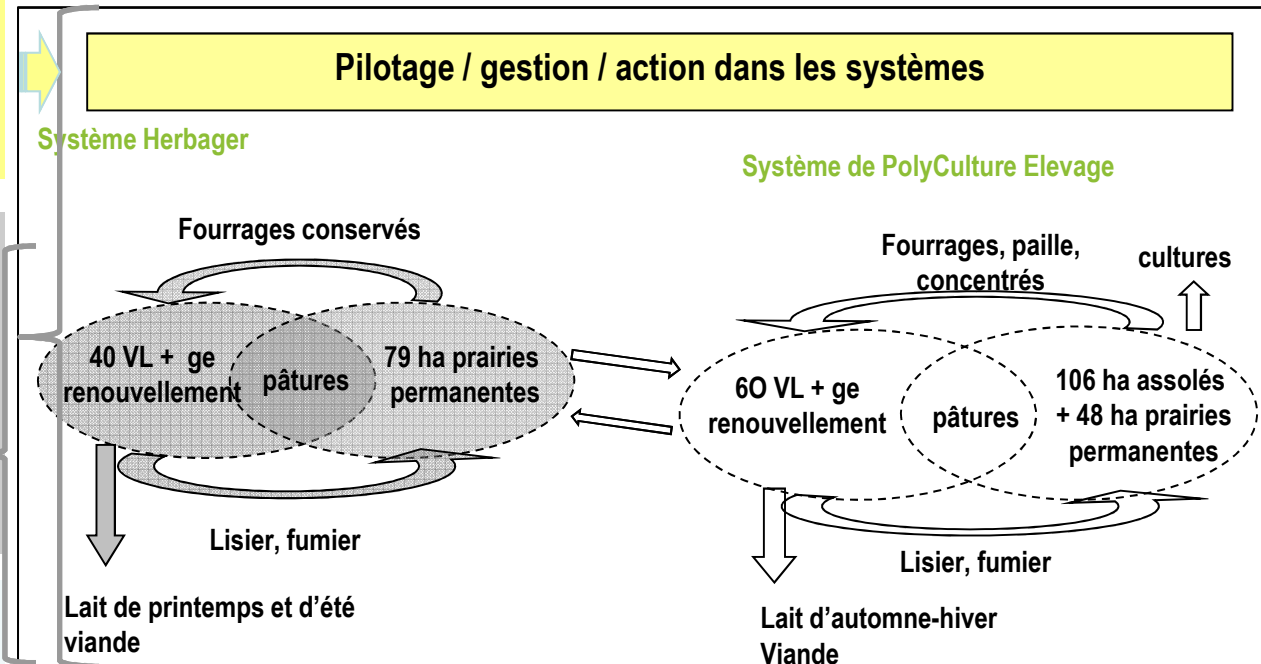 Pilotage / gestion / action dans les systèmes
Système Herbager
Fourrages conservés
40 VL + ge
renouvellement
pâtures
79 ha prairies
permanentes
Lisier, fumier
Lait de printemps et d'été
viande
Système de PolyCulture Elevage
Fourrages, paille,
concentrés
cultures
6O VL + ge
renouvellement
pâtures
106 ha assolés
+ 48 ha prairies
permanentes
Lisier, fumier
Lait d'automne-hiver
Viande